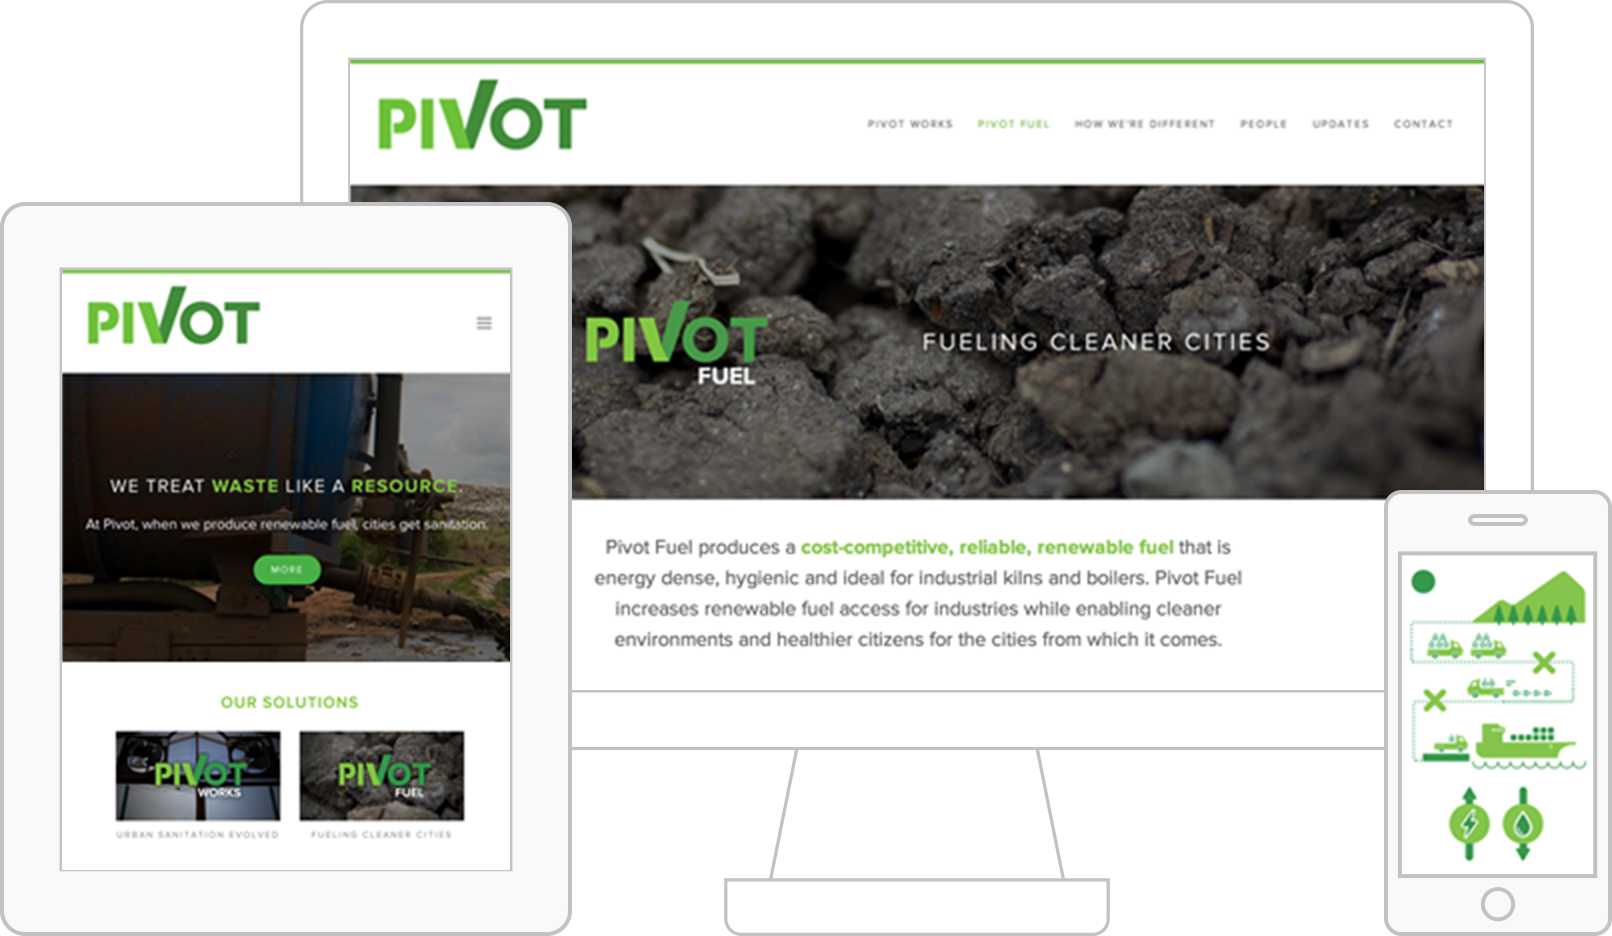 PIVOT
PIVOT WORKS
PIVOT FUEL
HOW WE'RE DIFFERENT
PEOPLE
UPDATES
CONTACT
PIVOT
FUEL
FUELING CLEANER CITIES
Pivot Fuel produces a cost-competitive, reliable, renewable fuel that is
energy dense, hygienic and ideal for industrial kilns and boilers. Pivot Fuel
increases renewable fuel access for industries while enabling cleaner
environments and healthier citizens for the cities from which it comes.
PIVOT
WE TREAT WASTE LIKE A RESOURCE.
At Pivot, when we produce renewable fuel, cities get sanitation.
MORE
OUR SOLUTIONS
PIVOT
WORKS
URBAN SANITATION EVOLVED
PIVOT
FUEL
FUELING CLEANER CITIES